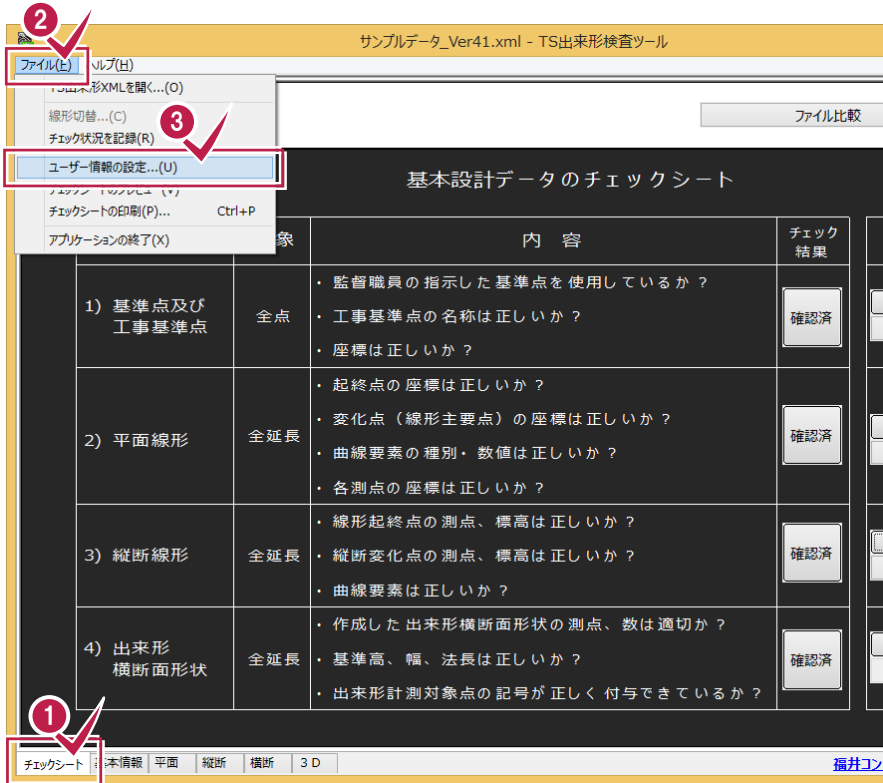 2
サンプルデータ_Ver41.xml - TS出来形検査ツール
ファイル(F) ヘルプ(H)
TS出来形XMLを開く...(O)
線形切替...(C)
3
チェック状況を記録(R)
ファイル比較
ユーザー情報の設定...(U)
チェックシートのプレビュー(V)
チェックシートの印刷(P)... Ctrl+P
アプリケーションの終了(X)
基本設計データのチェックシート
象 内 容 チェック
結果
1) 基準点及び
工事基準点
全点
・ 監督職員の指示した基準点を使用しているか？
・ 工事基準点の名称は正しいか？
・ 座標は正しいか？
確認済
2) 平面線形
全延長
・ 起終点の座標は正しいか？
・ 変化点（線形主要点）の座標は正しいか？
・ 曲線要素の種別・数値は正しいか？
・ 各測点の座標は正しいか？
確認済
3) 縦断線形
全延長
・ 線形起終点の測点、標高は正しいか？
・ 縦断変化点の測点、標高は正しいか？
・ 曲線要素は正しいか？
確認済
4) 出来形
横断面形状
全延長
・ 作成した出来形横断面形状の測点、数は適切か？
・ 基準高、幅、法長は正しいか？
・ 出来形計測対象点の記号が正しく付与できているか？
確認済
1
チェックシート 基本情報 平面 縦断 横断 3D
福井コン